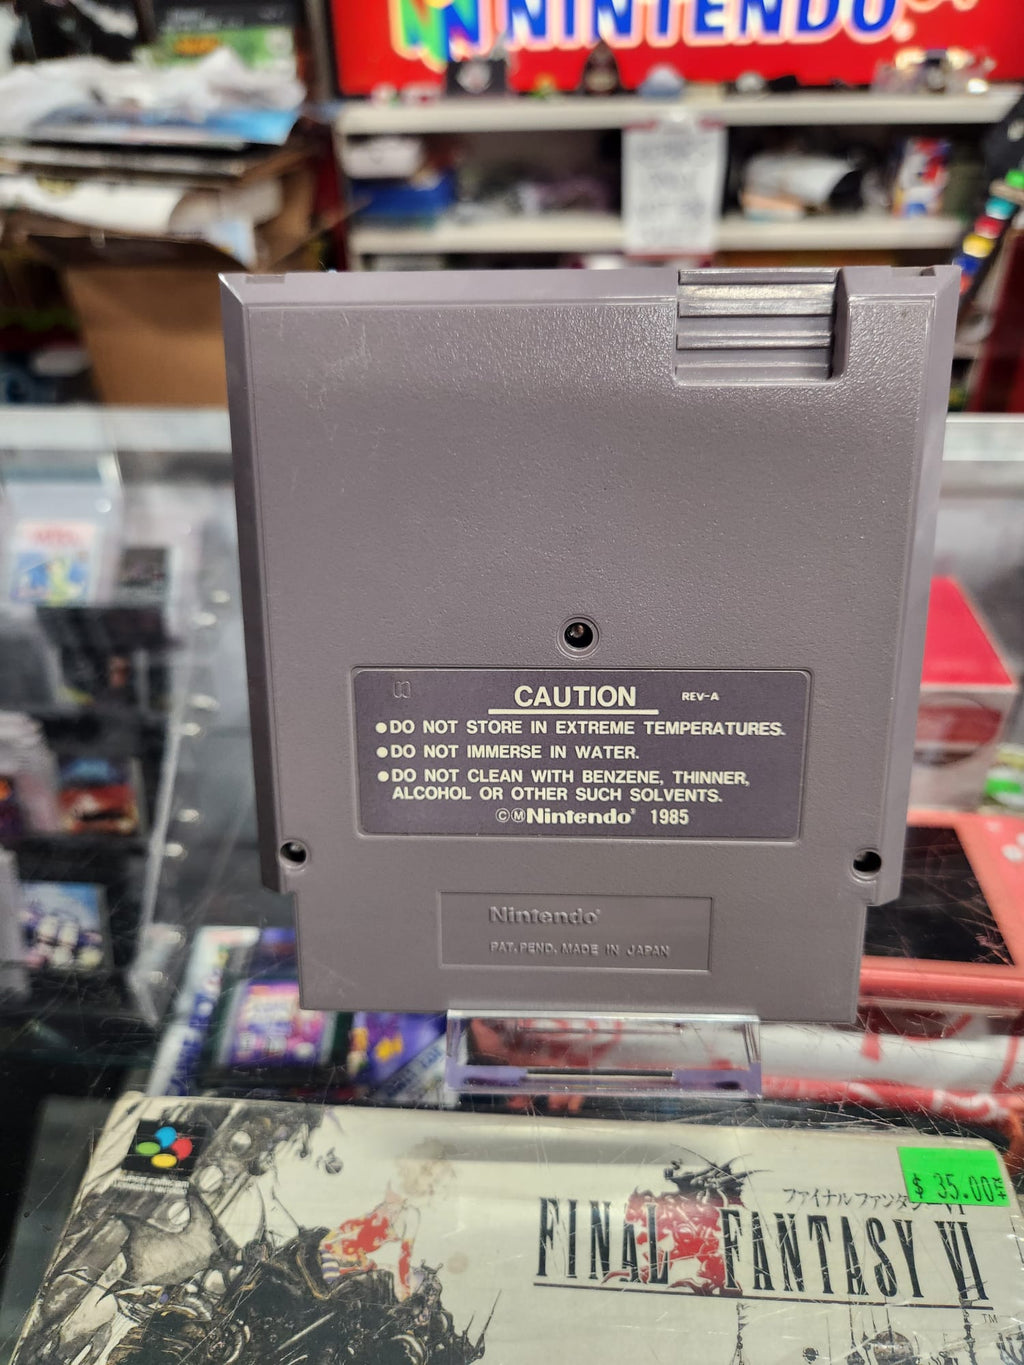 NINTENDO
CAUTION REV-A
●DO NOT STORE IN EXTREME TEMPERATURES.
●DO NOT IMMERSE IN WATER.
●DO NOT CLEAN WITH BENZENE, THINNER,
ALCOHOL OR OTHER SUCH SOLVENTS.
©ⓂNintendo® 1985
Nintendo®
PAT. PEND. MADE IN JAPAN
$ 35.00
ファイナルファンタジーVI
FINAL FANTASY VI
TM